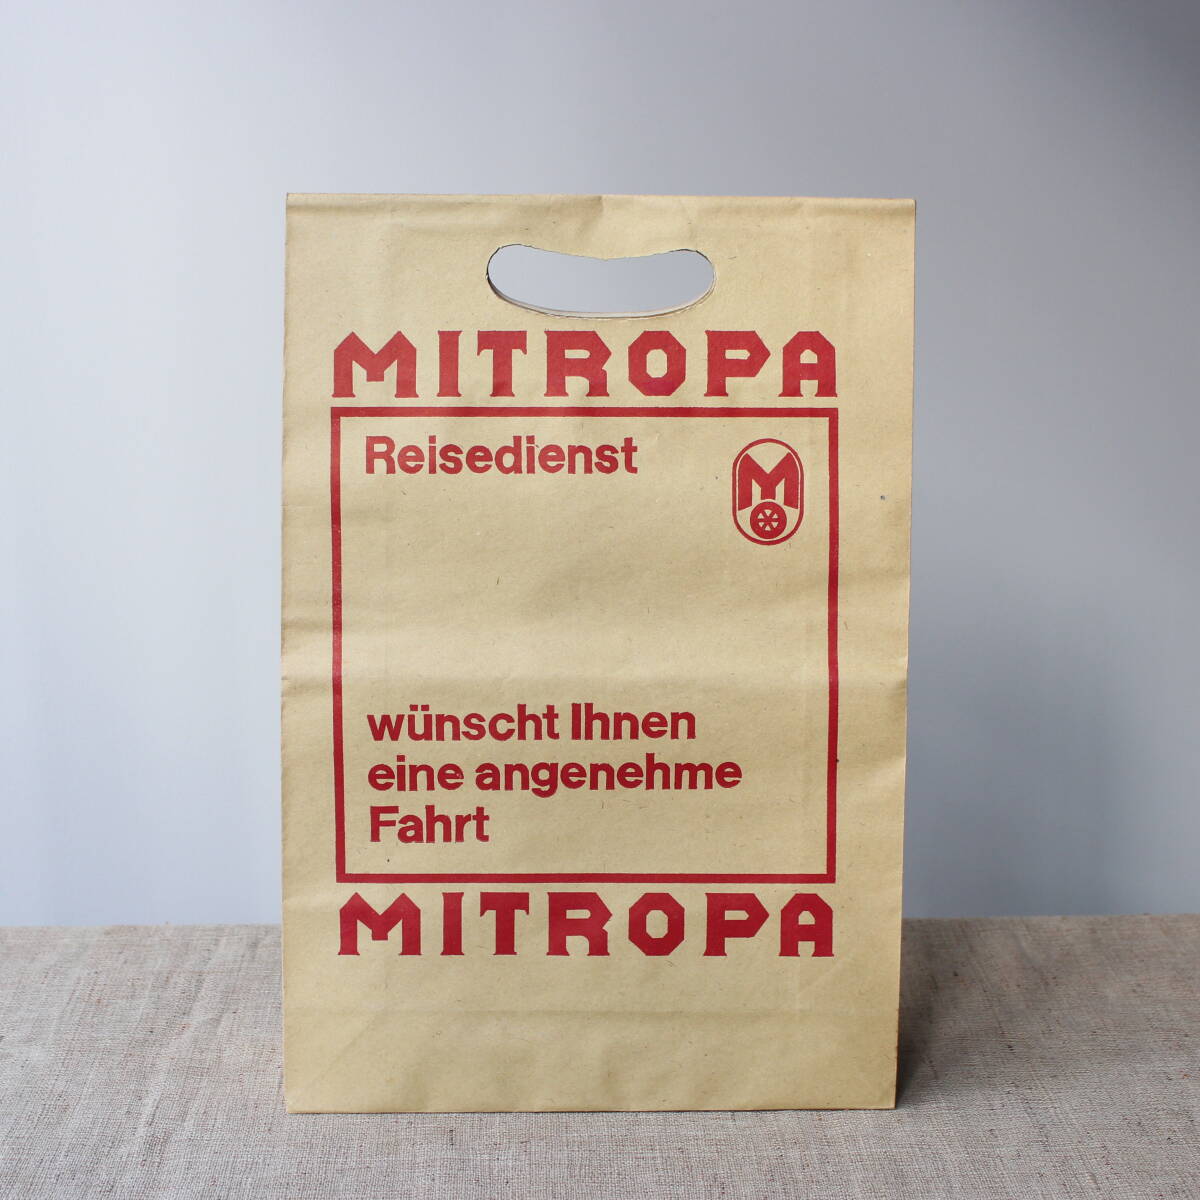 MITROPA
Reisedienst
M
wünscht Ihnen
eine angenehme
Fahrt
MITROPA